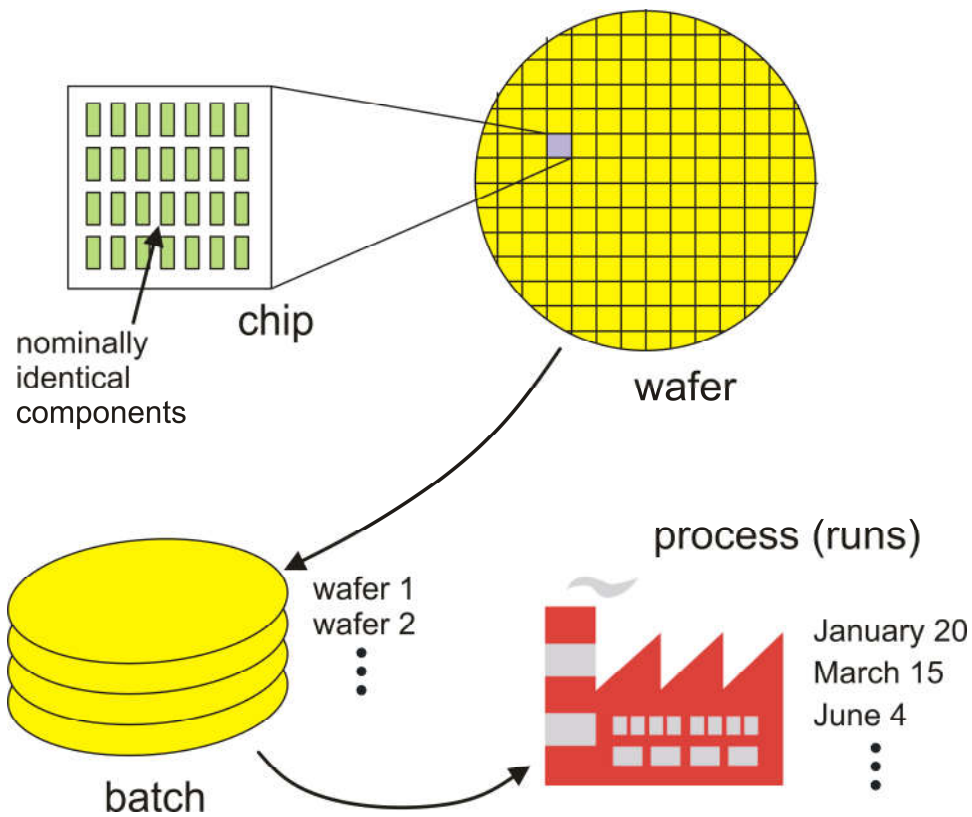 chip
nominally
identical
components
wafer
wafer 1
wafer 2
batch
process (runs)
January 20
March 15
June 4